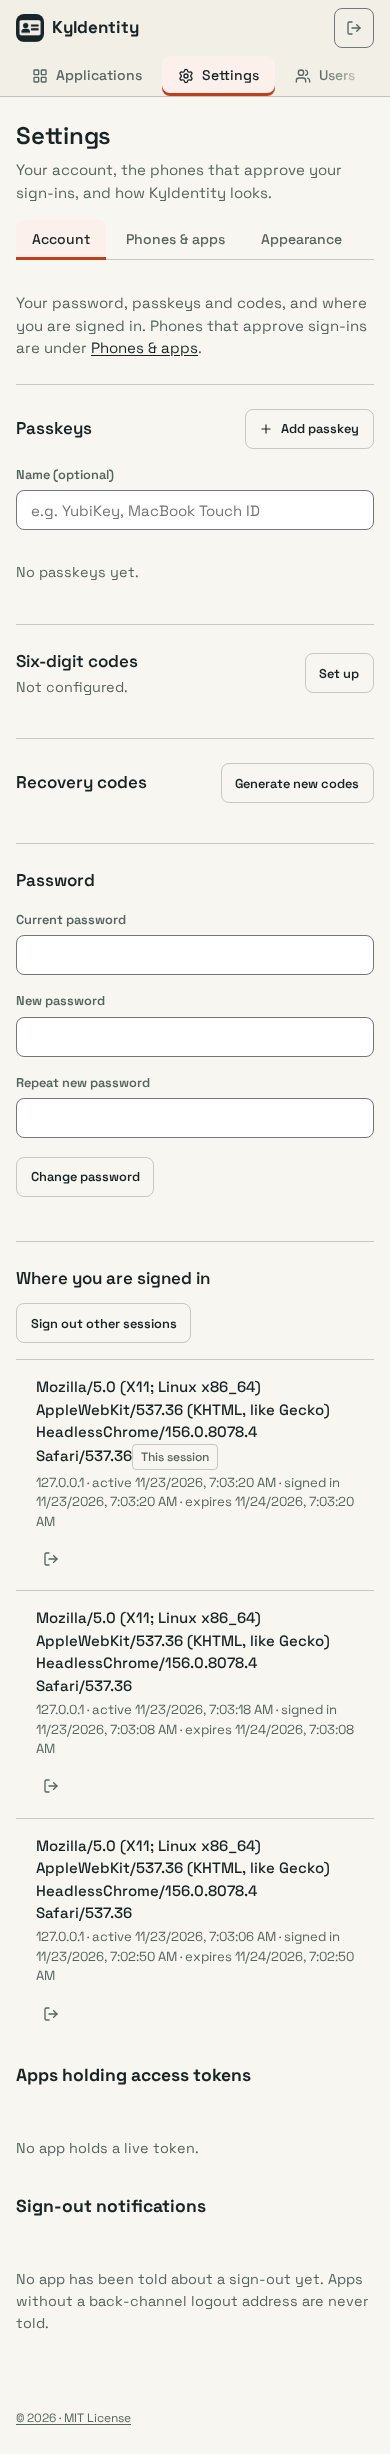 Kyldentity
Applications
Settings
Users
Settings
Your account, the phones that approve your
sign-ins, and how Kyldentity looks.
Account
Phones & apps
Appearance
Your password, passkeys and codes, and where
you are signed in. Phones that approve sign-ins
are under Phones & apps.
Passkeys
Add passkey
Name (optional)
e.g. YubiKey, MacBook Touch ID
No passkeys yet.
Six-digit codes
Not configured.
Set up
Recovery codes
Generate new codes
Password
Current password
New password
Repeat new password
Change password
Where you are signed in
Sign out other sessions
Mozilla/5.0 (X11; Linux x86_64)
AppleWebKit/537.36 (KHTML, like Gecko)
HeadlessChrome/156.0.8078.4
Safari/537.36 This session
127.0.0.1 · active 11/23/2026, 7:03:20 AM · signed in
11/23/2026, 7:03:20 AM · expires 11/24/2026, 7:03:20
AM
Mozilla/5.0 (X11; Linux x86_64)
AppleWebKit/537.36 (KHTML, like Gecko)
HeadlessChrome/156.0.8078.4
Safari/537.36
127.0.0.1 · active 11/23/2026, 7:03:18 AM · signed in
11/23/2026, 7:03:08 AM · expires 11/24/2026, 7:03:08
AM
Mozilla/5.0 (X11; Linux x86_64)
AppleWebKit/537.36 (KHTML, like Gecko)
HeadlessChrome/156.0.8078.4
Safari/537.36
127.0.0.1 · active 11/23/2026, 7:03:06 AM · signed in
11/23/2026, 7:02:50 AM · expires 11/24/2026, 7:02:50
AM
Apps holding access tokens
No app holds a live token.
Sign-out notifications
No app has been told about a sign-out yet. Apps
without a back-channel logout address are never
told.
© 2026 · MIT License